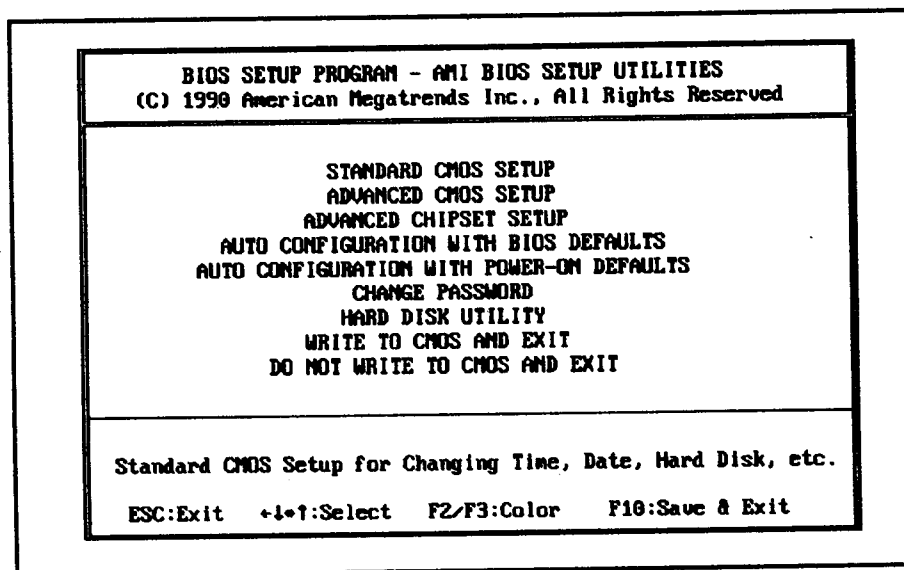 BIOS SETUP PROGRAM - AMI BIOS SETUP UTILITIES
(C) 1990 American Megatrends Inc., All Rights Reserved
STANDARD CMOS SETUP
ADVANCED CMOS SETUP
ADVANCED CHIPSET SETUP
AUTO CONFIGURATION WITH BIOS DEFAULTS
AUTO CONFIGURATION WITH POWER-ON DEFAULTS
CHANGE PASSWORD
HARD DISK UTILITY
WRITE TO CMOS AND EXIT
DO NOT WRITE TO CMOS AND EXIT
Standard CMOS Setup for Changing Time, Date, Hard Disk, etc.
ESC:Exit ←↓→↑:Select F2/F3:Color F10:Save & Exit